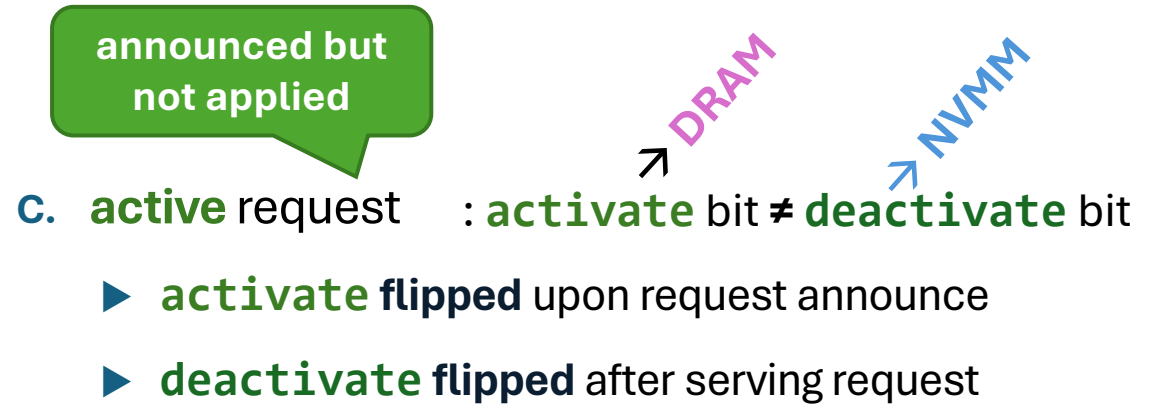 announced but
not applied
DRAM
NVMM
c. active request : activate bit ≠ deactivate bit
▶ activate flipped upon request announce
▶ deactivate flipped after serving request